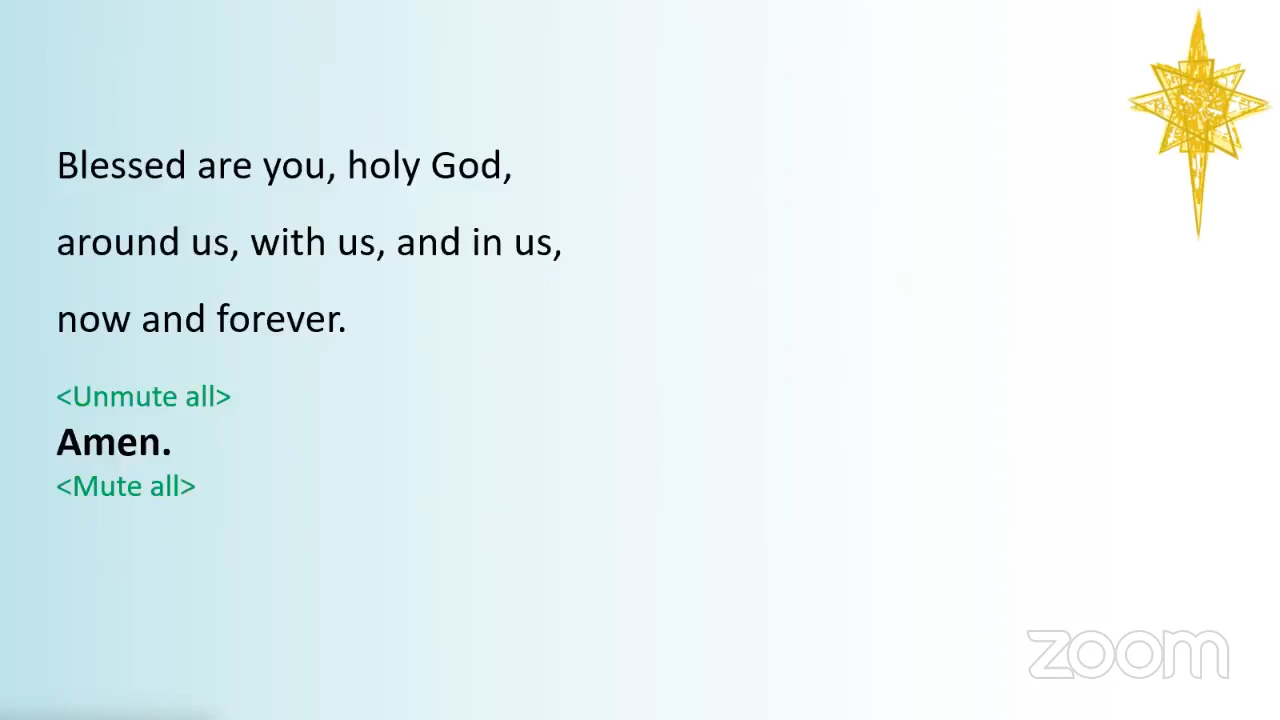 Blessed are you, holy God,
around us, with us, and in us,
now and forever.
<Unmute all>
Amen.
<Mute all>
zoom